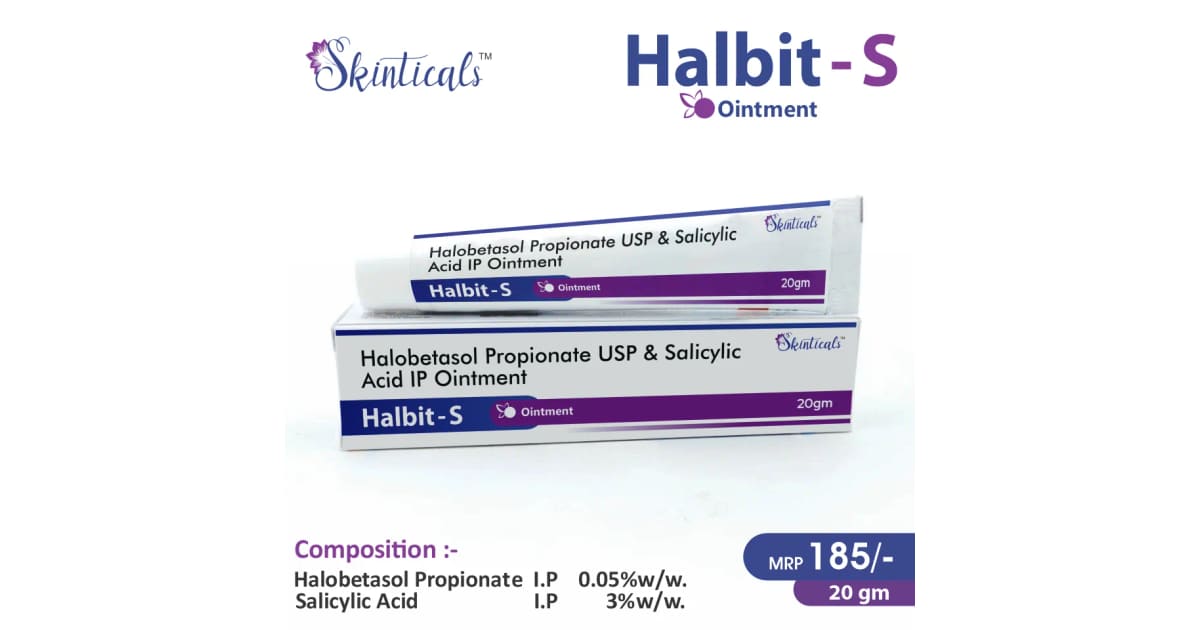 Skinticals™
Halbit - S
Ointment
Skinticals™
Halobetasol Propionate USP & Salicylic
Acid IP Ointment
Halbit-S Ointment 20gm
Skinticals™
Halobetasol Propionate USP & Salicylic
Acid IP Ointment
Halbit-S Ointment 20gm
Composition :-
Halobetasol Propionate I.P 0.05%w/w.
Salicylic Acid I.P 3%w/w.
MRP 185/-
20 gm